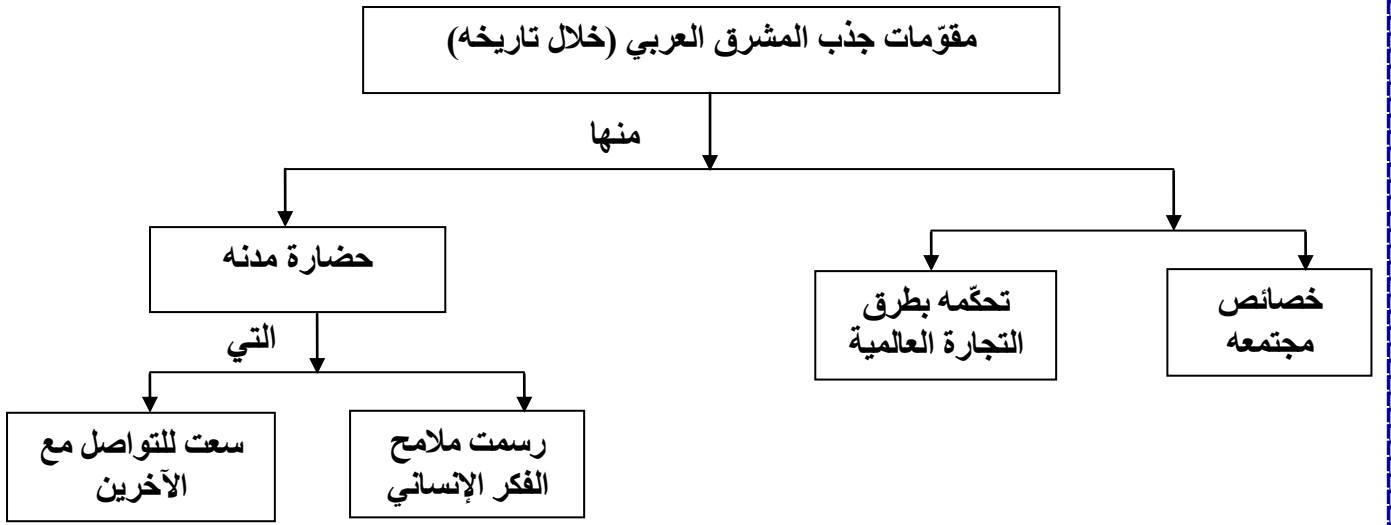 مقوّمات جذب المشرق العربي (خلال تاريخه)
منها
خصائص
مجتمعه
تحكّمه بطرق
التجارة العالمية
حضارة مدنه
التي
رسمت ملامح
الفكر الإنساني
سعت للتواصل مع
الآخرين